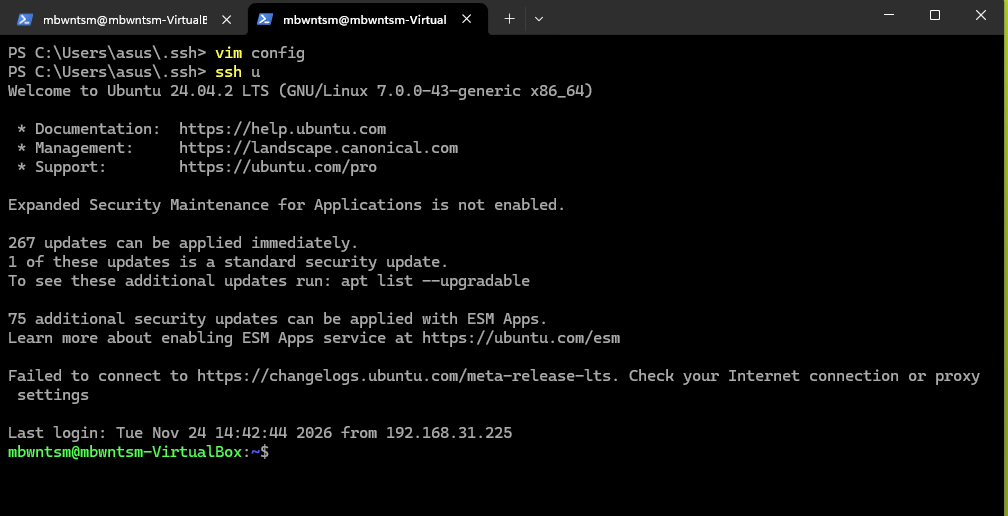 mbwntsm@mbwntsm-VirtualB
mbwntsm@mbwntsm-Virtual
PS C:\Users\asus\.ssh> vim config
PS C:\Users\asus\.ssh> ssh u
Welcome to Ubuntu 24.04.2 LTS (GNU/Linux 7.0.0-43-generic x86_64)
* Documentation:  https://help.ubuntu.com
* Management:     https://landscape.canonical.com
* Support:        https://ubuntu.com/pro
Expanded Security Maintenance for Applications is not enabled.
267 updates can be applied immediately.
1 of these updates is a standard security update.
To see these additional updates run: apt list --upgradable
75 additional security updates can be applied with ESM Apps.
Learn more about enabling ESM Apps service at https://ubuntu.com/esm
Failed to connect to https://changelogs.ubuntu.com/meta-release-lts. Check your Internet connection or proxy
settings
Last login: Tue Nov 24 14:42:44 2026 from 192.168.31.225
mbwntsm@mbwntsm-VirtualBox:~$